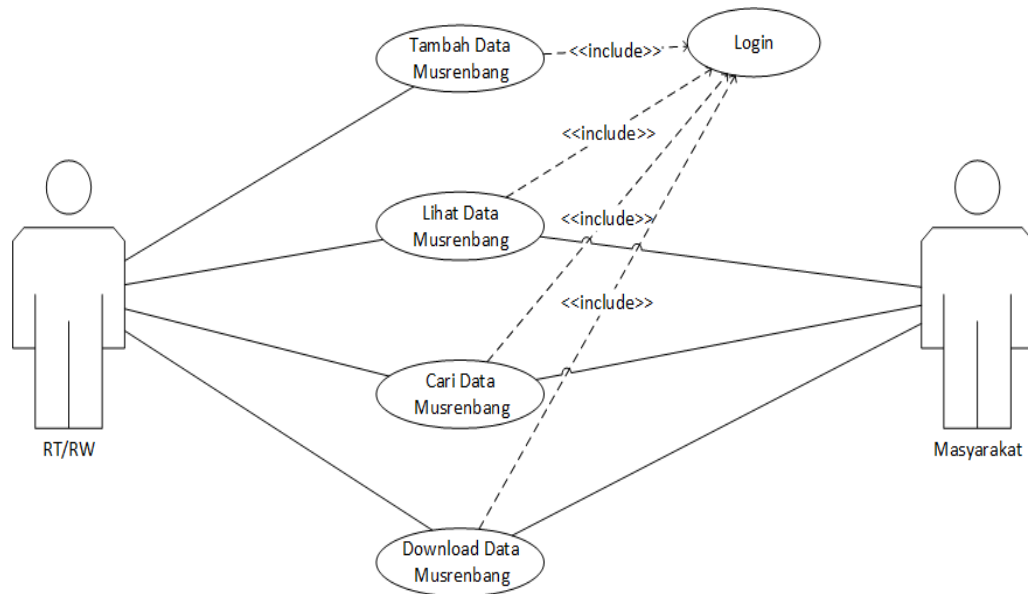 Tambah Data
Musrenbang
<<include>>
Login
<<include>>
Lihat Data
Musrenbang
<<include>>
<<include>>
Cari Data
Musrenbang
RT/RW
Masyarakat
Download Data
Musrenbang